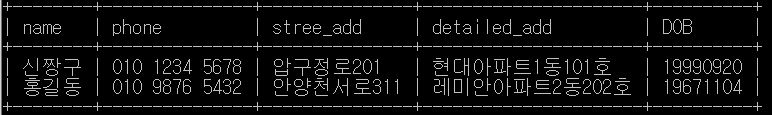 name | phone | stree_add | detailed_add | DOB
신짱구 | 010 1234 5678 | 압구정로201 | 현대아파트1동101호 | 19990920
홍길동 | 010 9876 5432 | 안양천서로311 | 레미안아파트2동202호 | 19671104